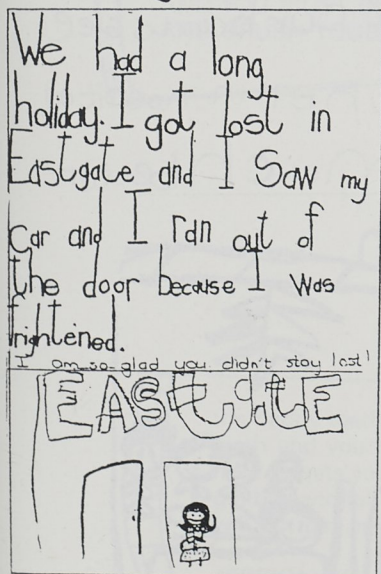 We had a long
holiday. I got lost in
Eastgate and I Saw my
car and I ran out of
the door because I was
frightened.
I am so glad you didn't stay lost!
EAStgatE